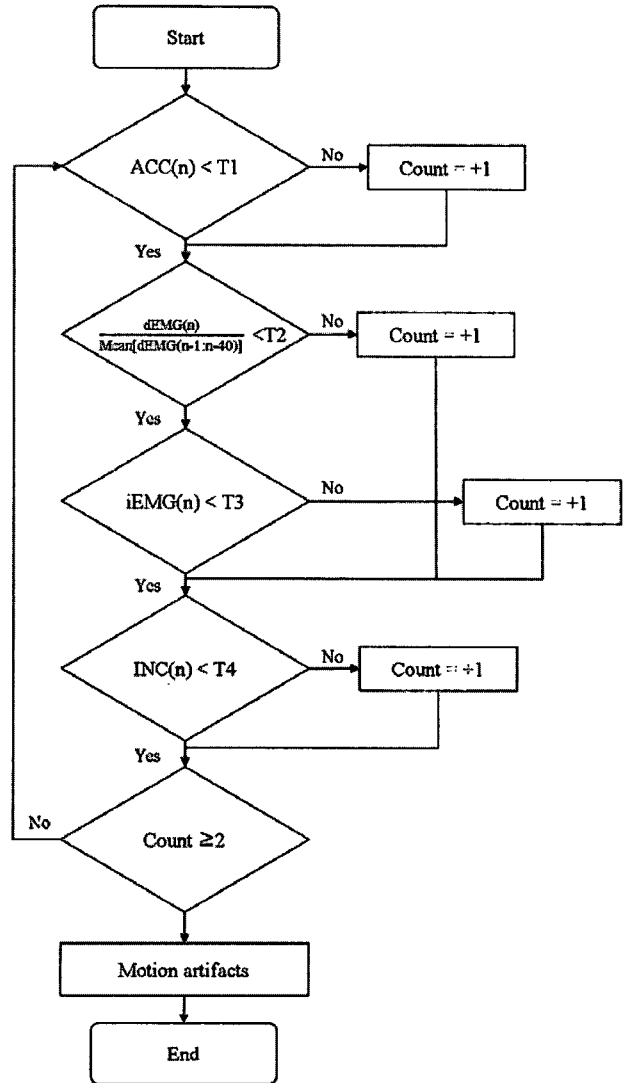 Start
ACC(n) < T1
No
Count = +1
Yes
dEMG(n)
Mean[dEMG(n-1:n-40)]
<T2
No
Count = +1
Yes
iEMG(n) < T3
No
Count = +1
Yes
INC(n) < T4
No
Count = +1
Yes
No
Count ≥2
Motion artifacts
End